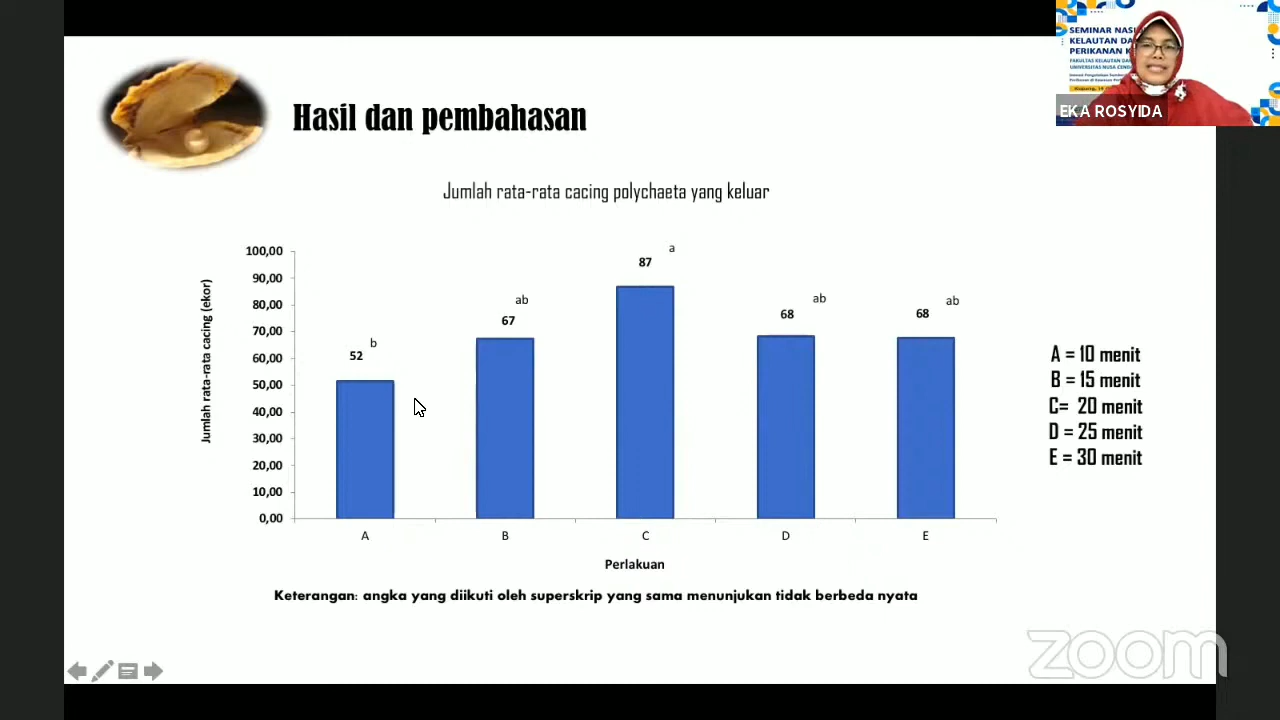 SEMINAR NAS
KELAUTAN DA
PERIKANAN K
FAKULTAS KELAUTAN DA
UNIVERSITAS NUSA CEND
EKA ROSYIDA
Hasil dan pembahasan
Jumlah rata-rata cacing polychaeta yang keluar
Jumlah rata-rata cacing (ekor)
100,00
90,00
80,00
70,00
60,00
50,00
40,00
30,00
20,00
10,00
0,00
b
52
ab
67
a
87
ab
68
ab
68
A B C D E
Perlakuan
A = 10 menit
B = 15 menit
C= 20 menit
D = 25 menit
E = 30 menit
Keterangan: angka yang diikuti oleh superskrip yang sama menunjukan tidak berbeda nyata
zoom